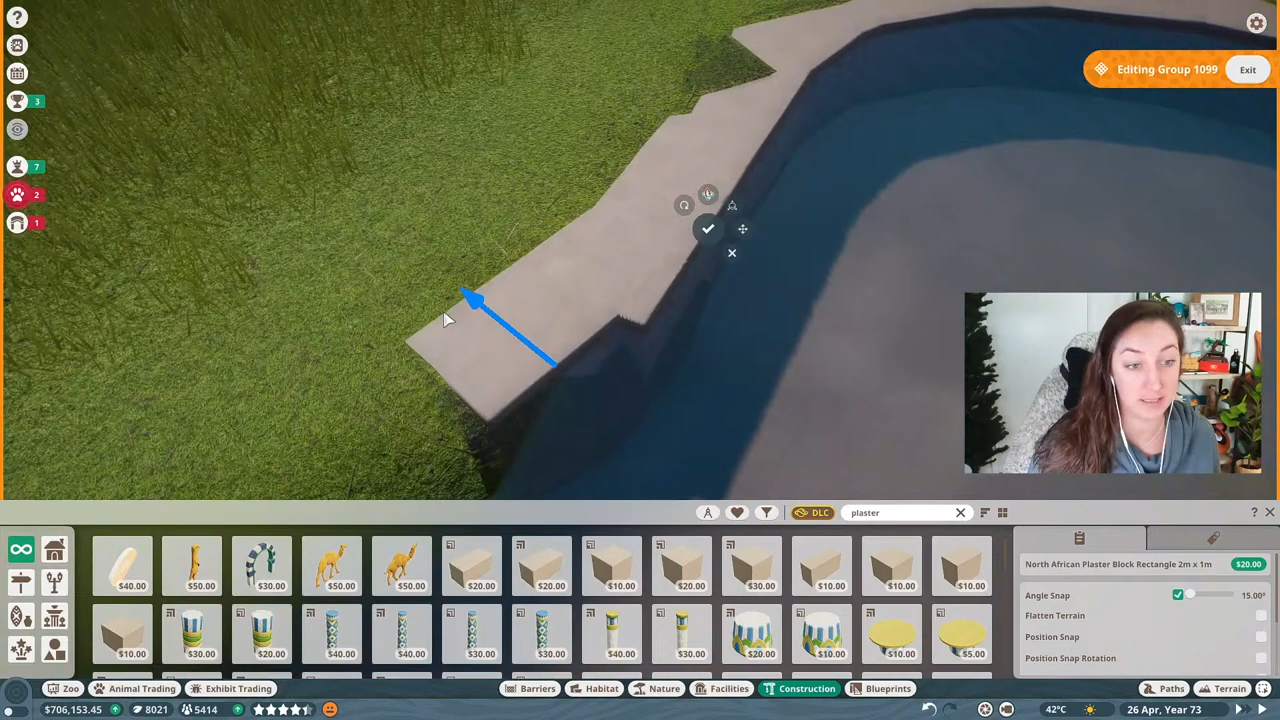 3
7
2
1
Editing Group 1099
Exit
DLC
plaster
?
$40.00
$50.00
$30.00
$50.00
$50.00
$20.00
$20.00
$10.00
$20.00
$30.00
$10.00
$10.00
$10.00
$10.00
$30.00
$20.00
$40.00
$40.00
$30.00
$30.00
$40.00
$30.00
$20.00
$10.00
$10.00
$5.00
North African Plaster Block Rectangle 2m x 1m $20.00
Angle Snap 15.00°
Flatten Terrain
Position Snap
Position Snap Rotation
Zoo
Animal Trading
Exhibit Trading
Barriers
Habitat
Nature
Facilities
Construction
Blueprints
Paths
Terrain
$706,153.45
8021
5414
42°C
26 Apr, Year 73